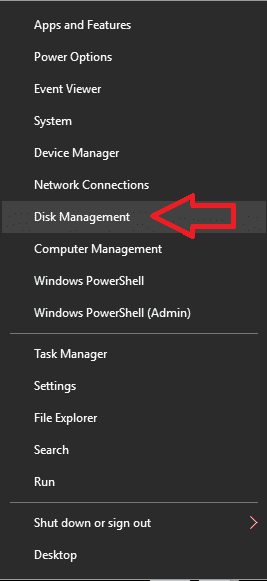 Apps and Features
Power Options
Event Viewer
System
Device Manager
Network Connections
Disk Management
Computer Management
Windows PowerShell
Windows PowerShell (Admin)
Task Manager
Settings
File Explorer
Search
Run
Shut down or sign out
Desktop